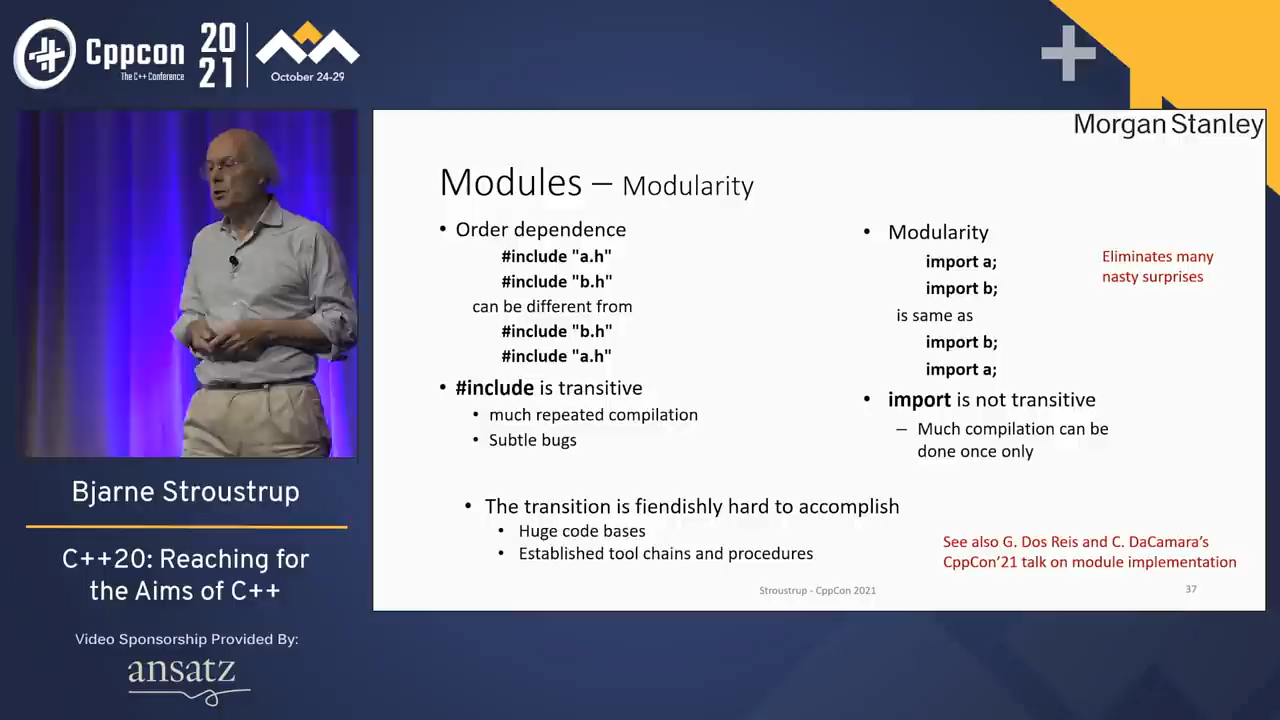 Cppcon
The C++ Conference
20
21
October 24-29
Morgan Stanley
Modules – Modularity
• Order dependence
#include "a.h"
#include "b.h"
can be different from
#include "b.h"
#include "a.h"
• #include is transitive
• much repeated compilation
• Subtle bugs
• Modularity
import a;
import b;
is same as
import b;
import a;
Eliminates many
nasty surprises
• import is not transitive
– Much compilation can be
done once only
• The transition is fiendishly hard to accomplish
• Huge code bases
• Established tool chains and procedures
See also G. Dos Reis and C. DaCamara’s
CppCon’21 talk on module implementation
Stroustrup - CppCon 2021
37
Bjarne Stroustrup
C++20: Reaching for
the Aims of C++
Video Sponsorship Provided By:
ansatz